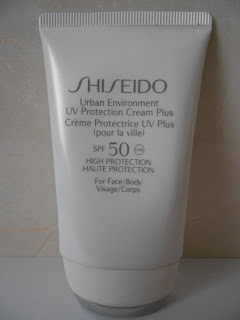 SHISEIDO
Urban Environment
UV Protection Cream Plus
Crème Protectrice UV Plus
(pour la ville)
SPF 50
HIGH PROTECTION
HAUTE PROTECTION
For Face/Body
Visage/Corps